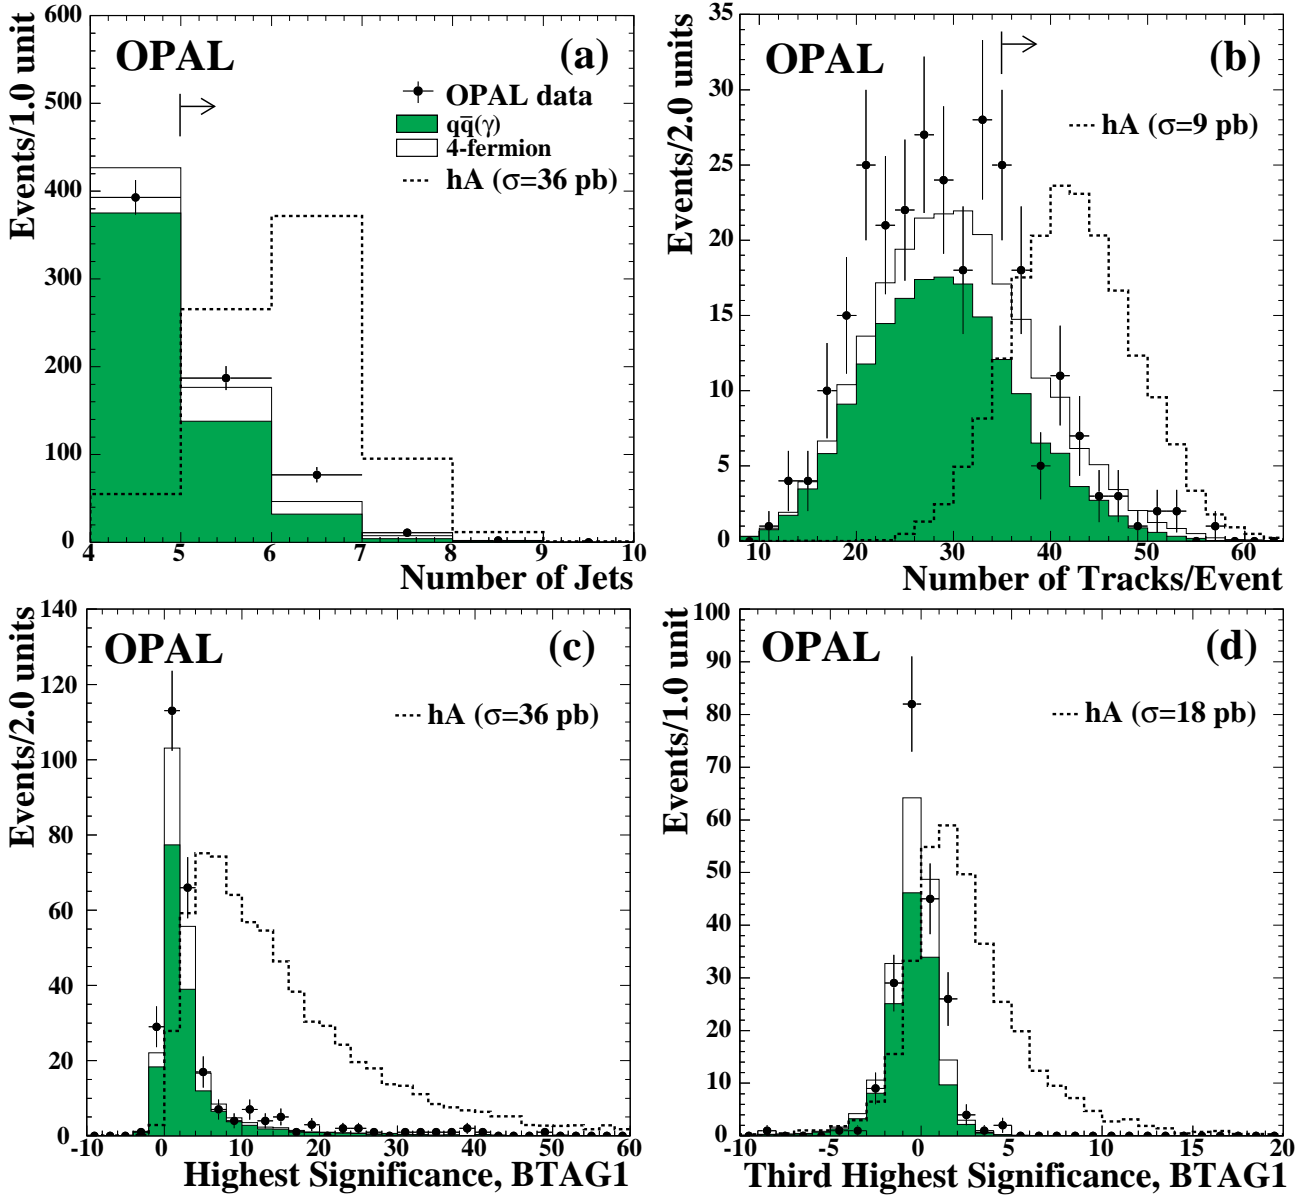 OPAL
(a)
Events/1.0 unit
600
500
400
300
200
100
0
OPAL data
qq̅(γ)
4-fermion
hA (σ=36 pb)
4 5 6 7 8 9 10
Number of Jets
OPAL
(b)
Events/2.0 units
35
30
25
20
15
10
5
0
hA (σ=9 pb)
10 20 30 40 50 60
Number of Tracks/Event
OPAL
(c)
Events/2.0 units
140
120
100
80
60
40
20
0
hA (σ=36 pb)
-10 0 10 20 30 40 50 60
Highest Significance, BTAG1
OPAL
(d)
Events/1.0 unit
100
90
80
70
60
50
40
30
20
10
0
hA (σ=18 pb)
-10 -5 0 5 10 15 20
Third Highest Significance, BTAG1